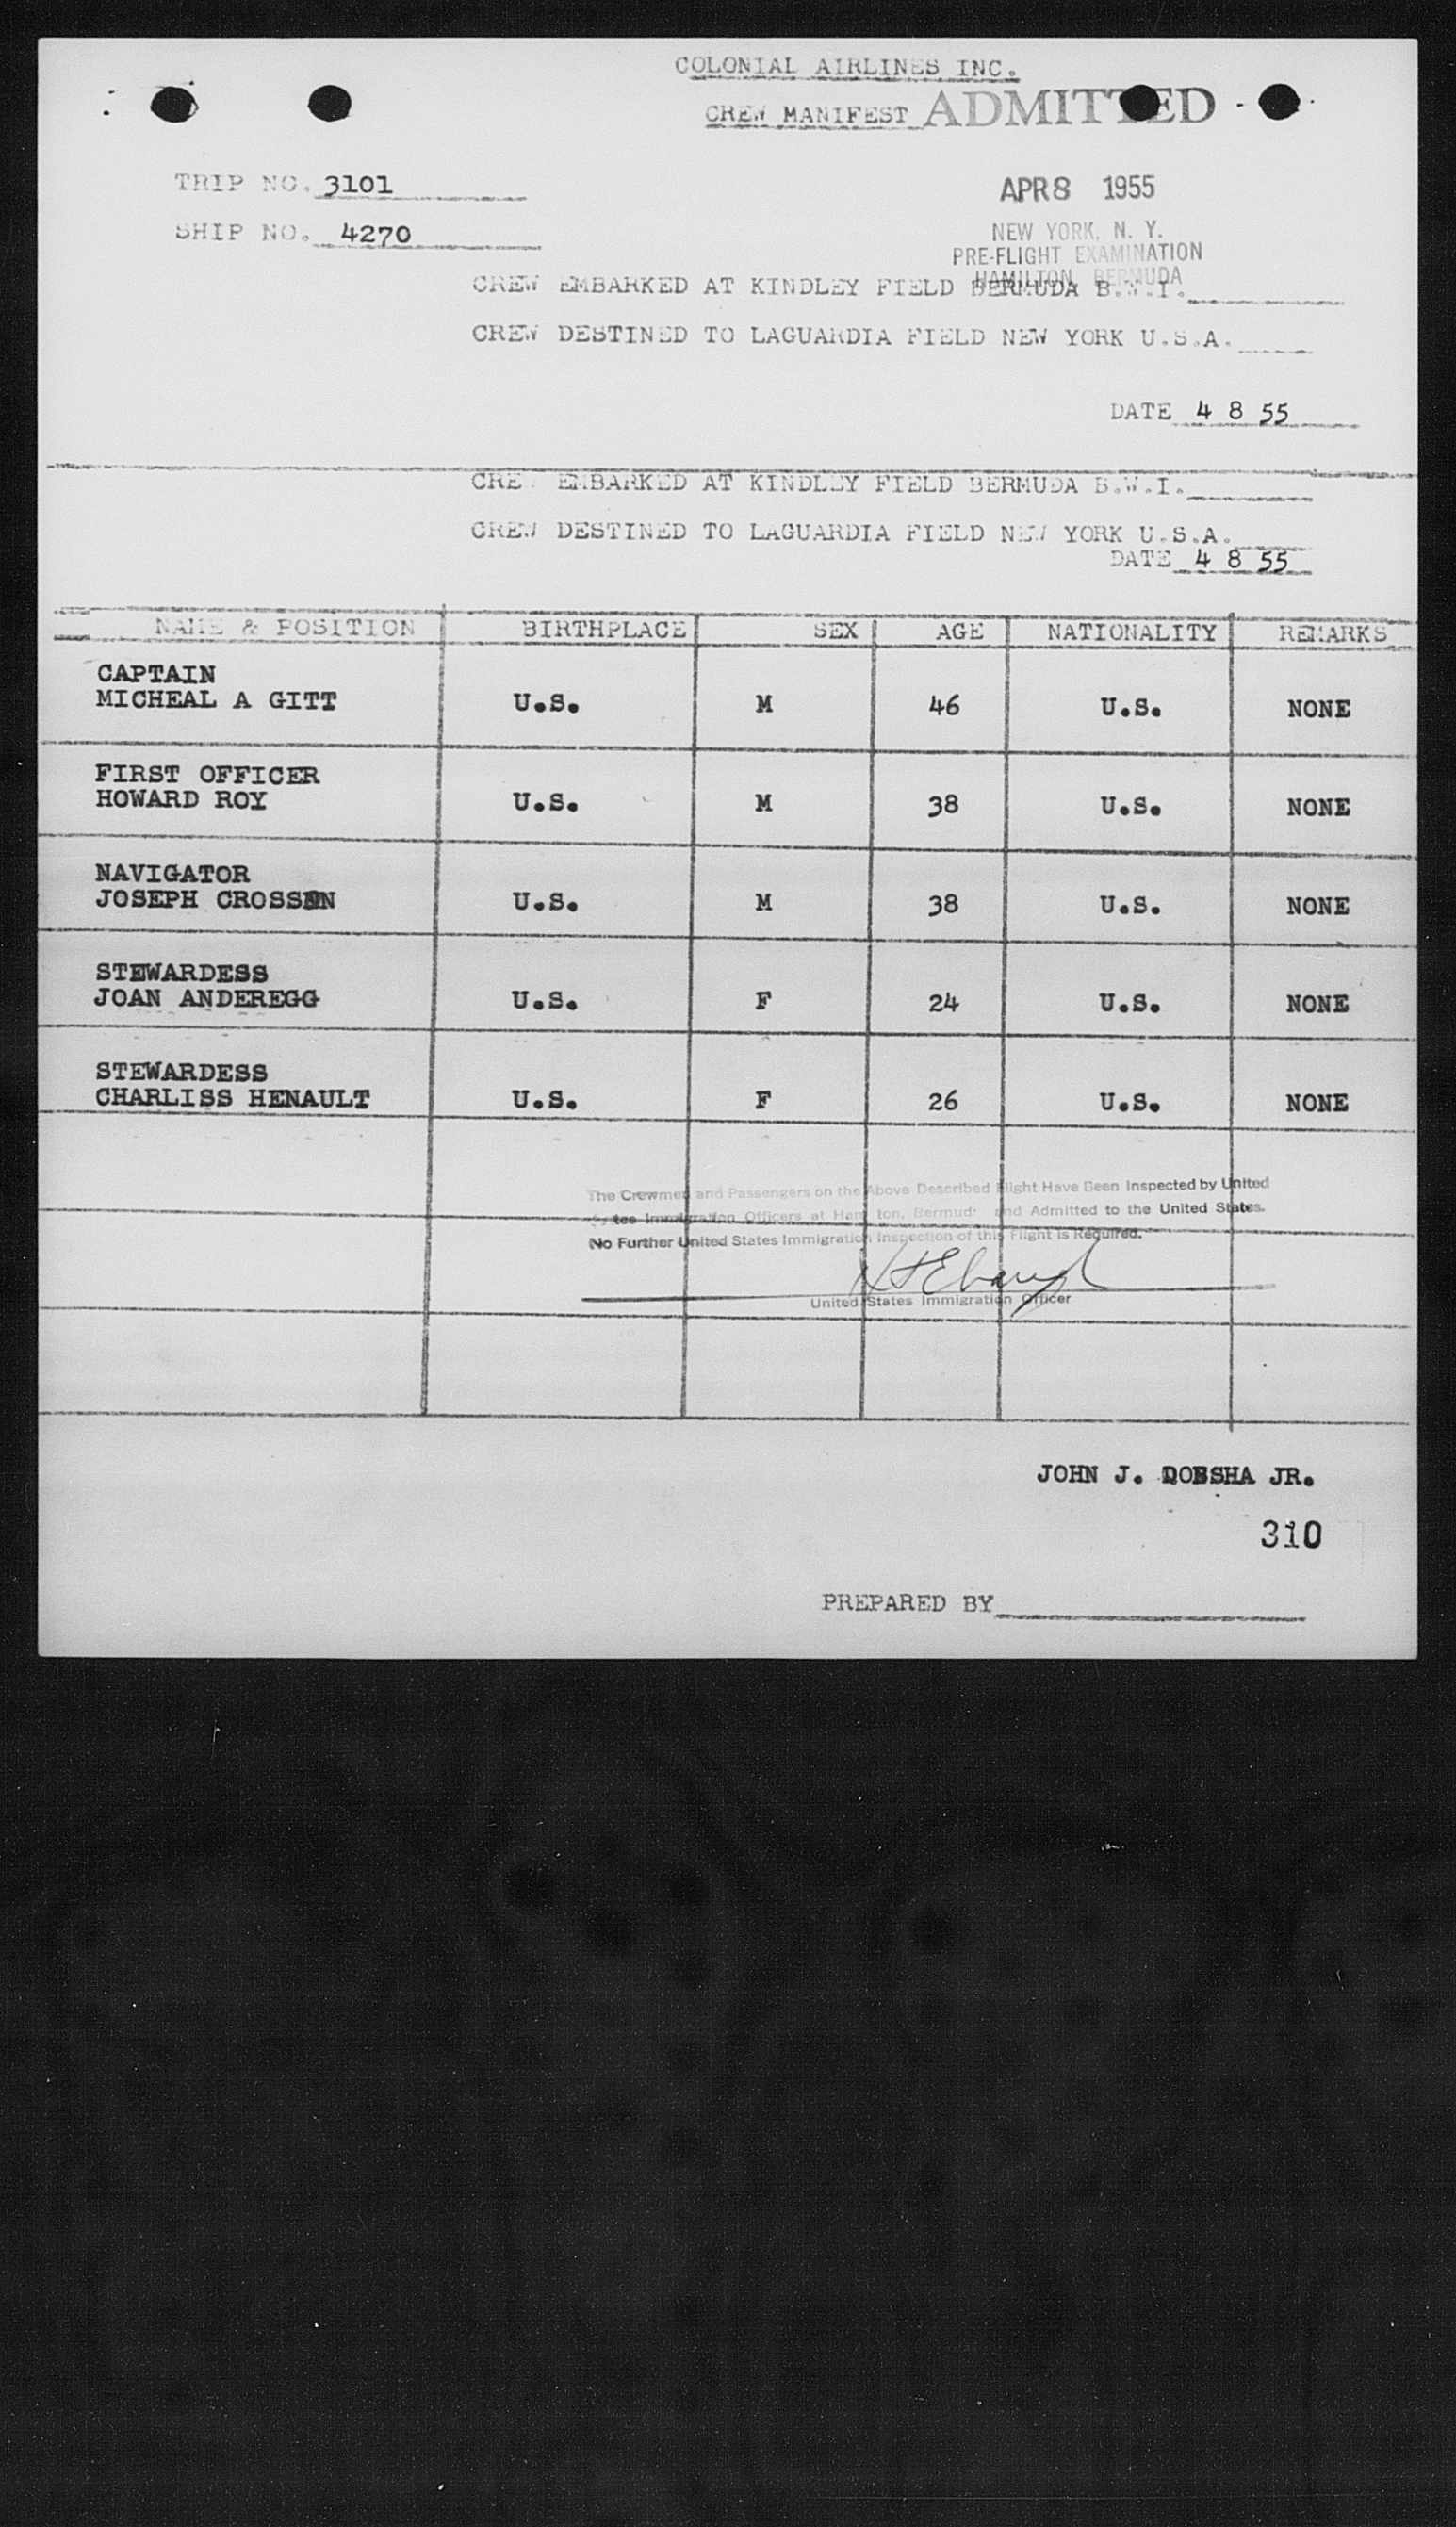 COLONIAL AIRLINES INC.
CREW MANIFEST ADMITTED
TRIP NO. 3101
APR 8 1955
SHIP NO. 4270
NEW YORK, N. Y.
PRE-FLIGHT EXAMINATION
HAMILTON, BERMUDA
CREW EMBARKED AT KINDLEY FIELD BERMUDA B.W.I.
CREW DESTINED TO LAGUARDIA FIELD NEW YORK U.S.A.
DATE 4 8 55
CREW EMBARKED AT KINDLEY FIELD BERMUDA B.W.I.
CREW DESTINED TO LAGUARDIA FIELD NEW YORK U.S.A.
DATE 4 8 55
NAME & POSITION BIRTHPLACE SEX AGE NATIONALITY REMARKS
CAPTAIN
MICHEAL A GITT U.S. M 46 U.S. NONE
FIRST OFFICER
HOWARD ROY U.S. M 38 U.S. NONE
NAVIGATOR
JOSEPH CROSSEN U.S. M 38 U.S. NONE
STEWARDESS
JOAN ANDEREGG U.S. F 24 U.S. NONE
STEWARDESS
CHARLISS HENAULT U.S. F 26 U.S. NONE
The Crewmen and Passengers on the Above Described Flight Have Been Inspected by United
States Immigration Officers at Hamilton, Bermuda and Admitted to the United States.
No Further United States Immigration Inspection of this Flight is Required.
United States Immigration Officer
JOHN J. DOBSHA JR.
310
PREPARED BY